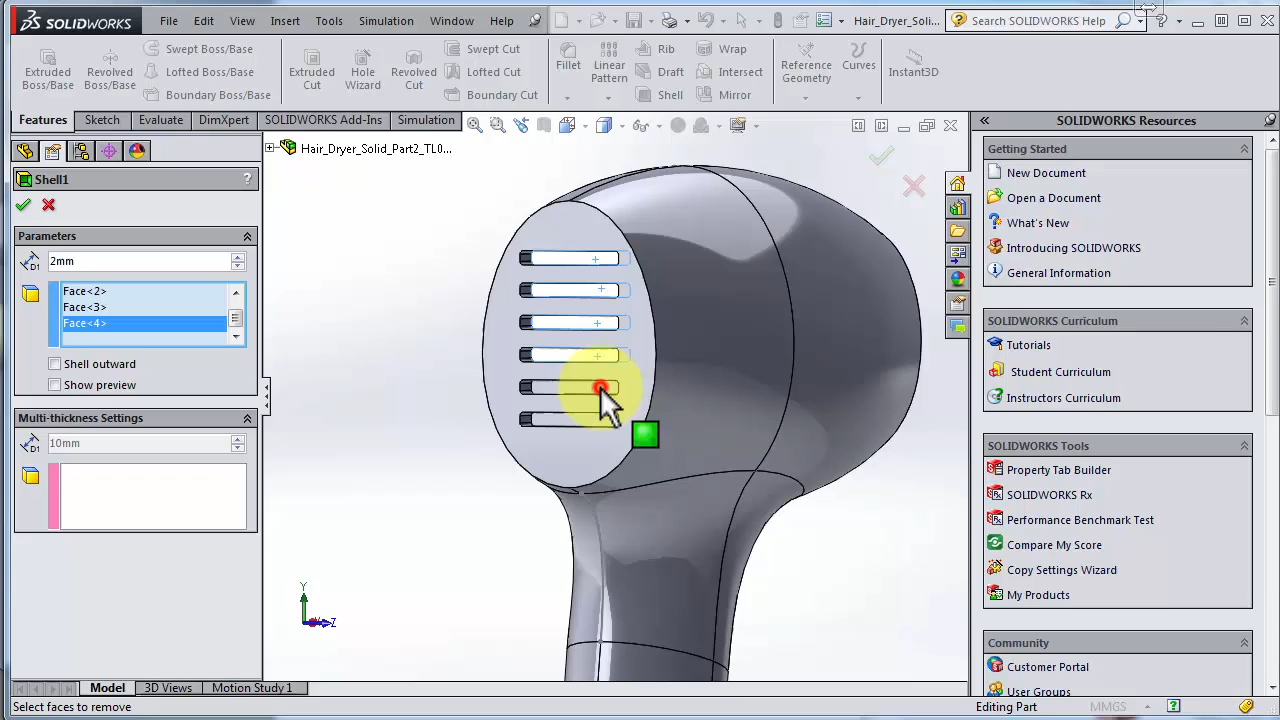 SOLIDWORKS
File Edit View Insert Tools Simulation Window Help
Hair_Dryer_Soli...
Search SOLIDWORKS Help
?
Extruded Boss/Base
Revolved Boss/Base
Swept Boss/Base
Lofted Boss/Base
Boundary Boss/Base
Extruded Cut
Hole Wizard
Revolved Cut
Swept Cut
Lofted Cut
Boundary Cut
Fillet
Linear Pattern
Rib
Draft
Shell
Wrap
Intersect
Mirror
Reference Geometry
Curves
Instant3D
Features Sketch Evaluate DimXpert SOLIDWORKS Add-Ins Simulation
Shell1
?
Parameters
D1
2mm
Face<2>
Face<3>
Face<4>
Shell outward
Show preview
Multi-thickness Settings
D1
10mm
Hair_Dryer_Solid_Part2_TL0...
Y
Z
SOLIDWORKS Resources
Getting Started
New Document
Open a Document
What's New
Introducing SOLIDWORKS
General Information
SOLIDWORKS Curriculum
Tutorials
Student Curriculum
Instructors Curriculum
SOLIDWORKS Tools
Property Tab Builder
SOLIDWORKS Rx
Performance Benchmark Test
Compare My Score
Copy Settings Wizard
My Products
Community
Customer Portal
User Groups
Model 3D Views Motion Study 1
Select faces to remove
Editing Part
MMGS
?